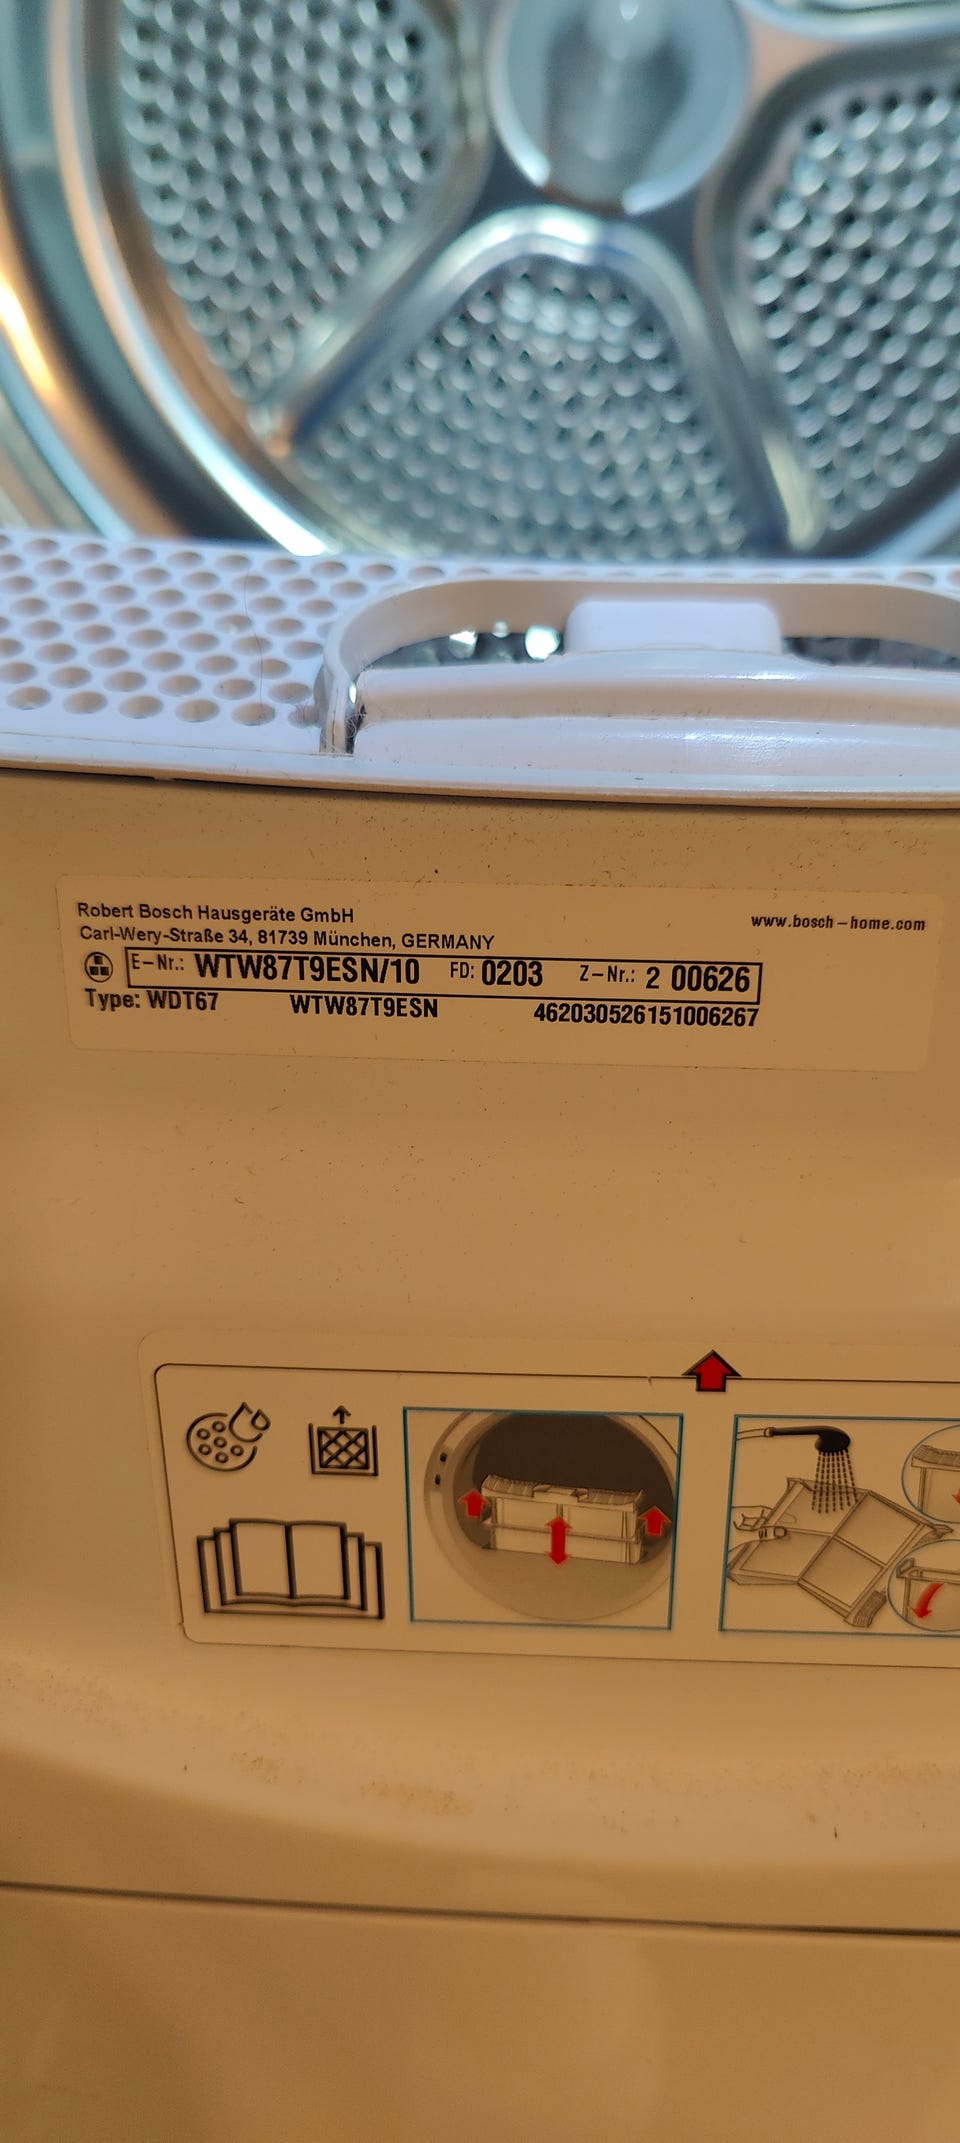 Robert Bosch Hausgeräte GmbH
www.bosch-home.com
Carl-Wery-Straße 34, 81739 München, GERMANY
E-Nr.: WTW87T9ESN/10 FD: 0203 Z-Nr.: 2 00626
Type: WDT67 WTW87T9ESN 462030526151006267